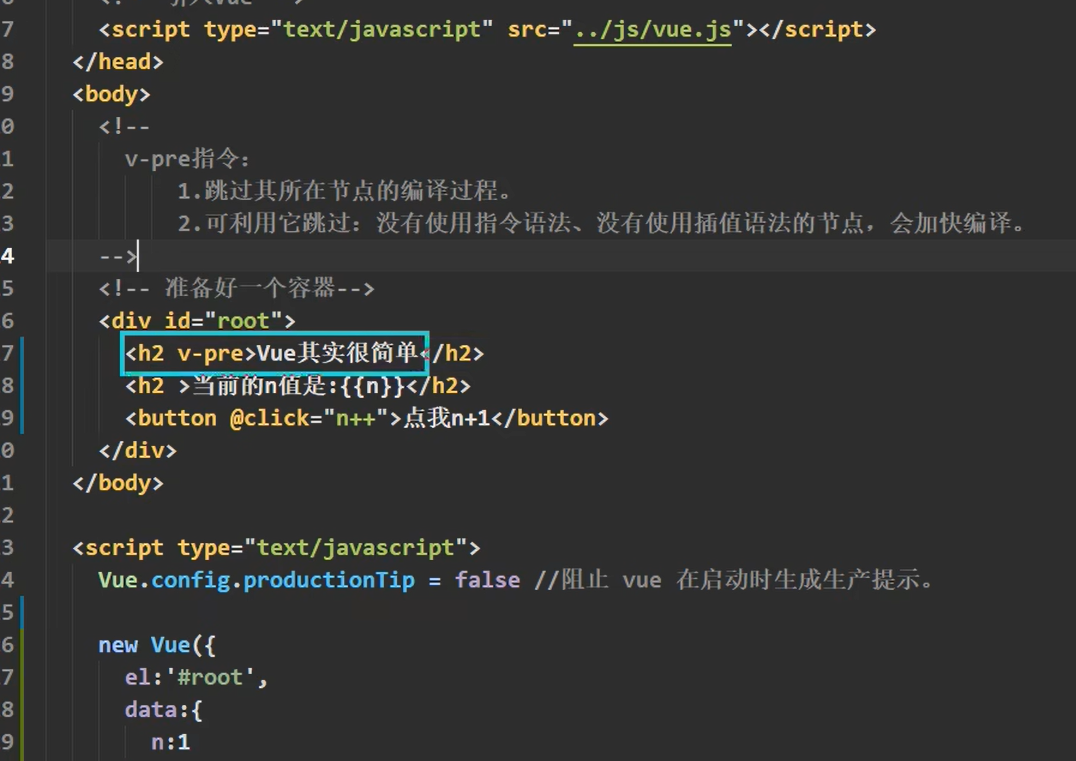 7 <script type="text/javascript" src="../js/vue.js"></script>
8 </head>
9 <body>
0 <!--
1 v-pre指令:
2 1.跳过其所在节点的编译过程。
3 2.可利用它跳过：没有使用指令语法、没有使用插值语法的节点，会加快编译。
4 -->
5 <!-- 准备好一个容器-->
6 <div id="root">
7 <h2 v-pre>Vue其实很简单</h2>
8 <h2 >当前的n值是:{{n}}</h2>
9 <button @click="n++">点我n+1</button>
0 </div>
1 </body>
2
3 <script type="text/javascript">
4 Vue.config.productionTip = false //阻止 vue 在启动时生成生产提示。
5
6 new Vue({
7 el:'#root',
8 data:{
9 n:1